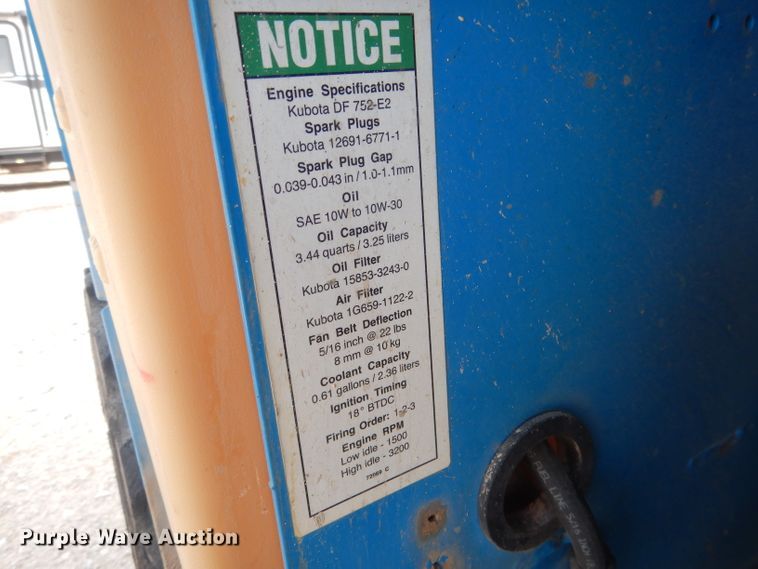 NOTICE
Engine Specifications
Kubota DF 752-E2
Spark Plugs
Kubota 12691-6771-1
Spark Plug Gap
0.039-0.043 in / 1.0-1.1mm
Oil
SAE 10W to 10W-30
Oil Capacity
3.44 quarts / 3.25 liters
Oil Filter
Kubota 15853-3243-0
Air Filter
Kubota 1G659-1122-2
Fan Belt Deflection
5/16 inch @ 22 lbs
8 mm @ 10 kg
Coolant Capacity
0.61 gallons / 2.36 liters
Ignition Timing
18° BTDC
Firing Order: 1-2-3
Engine RPM
Low idle - 1500
High idle - 3200
72069 C
FUEL LINE
Purple Wave Auction®